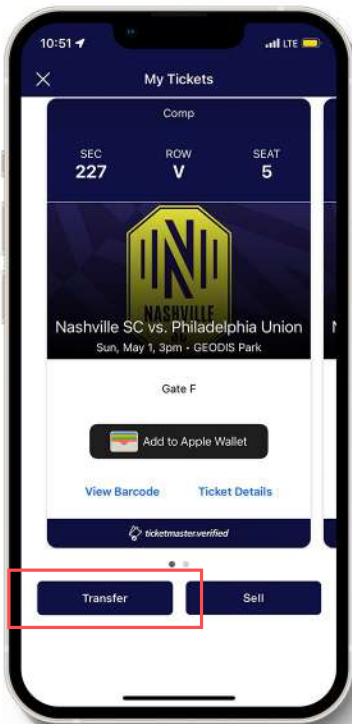 10:51
LTE
My Tickets
Comp
SEC ROW SEAT
227 V 5
N
NASHVILLE
SC
Nashville SC vs. Philadelphia Union
N
Sun, May 1, 3pm • GEODIS Park
Gate F
Add to Apple Wallet
View Barcode Ticket Details
ticketmaster.verified
Transfer Sell